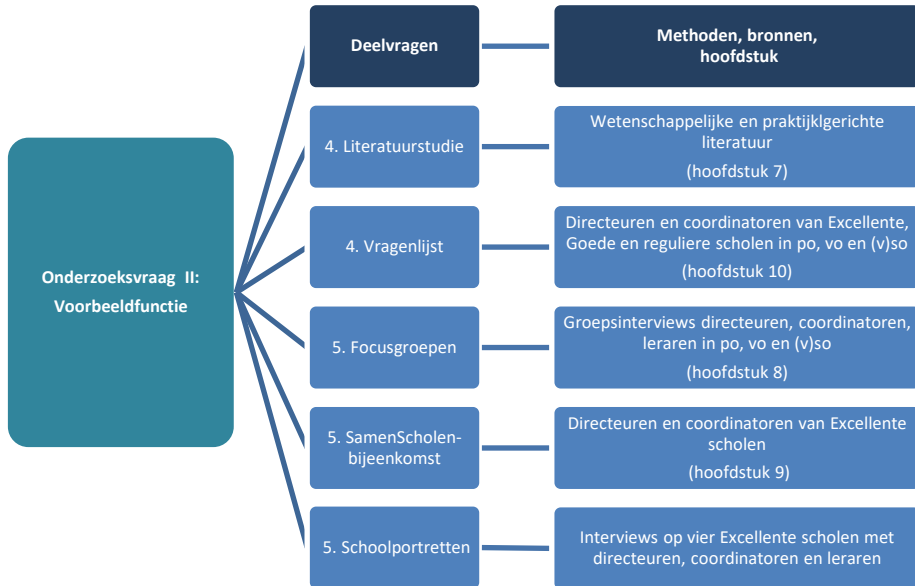 Deelvragen
Methoden, bronnen,
hoofdstuk
Onderzoeksvraag II:
Voorbeeldfunctie
4. Literatuurstudie
Wetenschappelijke en praktijklgerichte
literatuur
(hoofdstuk 7)
4. Vragenlijst
Directeuren en coordinatoren van Excellente,
Goede en reguliere scholen in po, vo en (v)so
(hoofdstuk 10)
5. Focusgroepen
Groepsinterviews directeuren, coordinatoren,
leraren in po, vo en (v)so
(hoofdstuk 8)
5. SamenScholen-
bijeenkomst
Directeuren en coordinatoren van Excellente
scholen
(hoofdstuk 9)
5. Schoolportretten
Interviews op vier Excellente scholen met
directeuren, coordinatoren en leraren